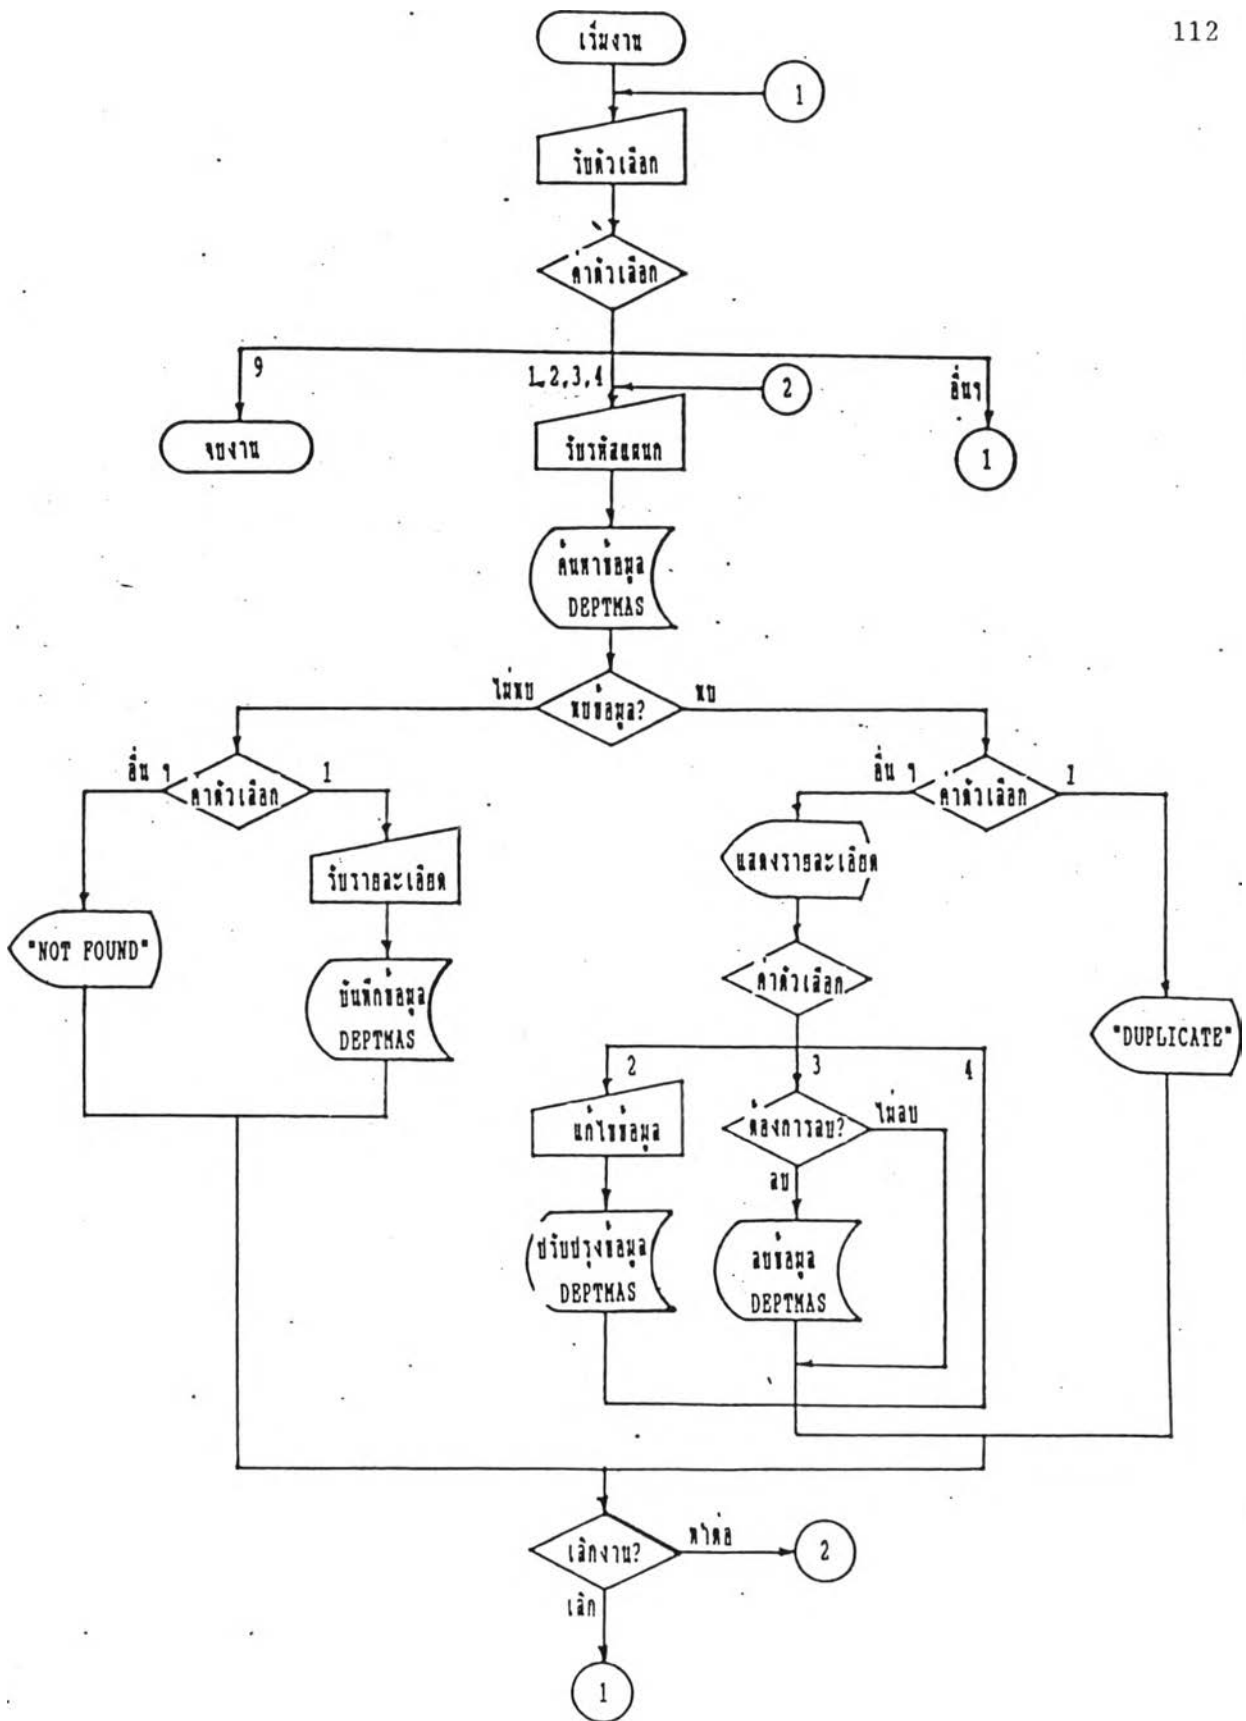 112
เริ่มงาน
1
รับตัวเลือก
ค่าตัวเลือก
9
1,2,3,4
2
อื่นๆ
จบงาน
รับรหัสแผนก
1
ค้นหาข้อมูล
DEPTMAS
ไม่พบ
พบข้อมูล?
พบ
อื่น ๆ
ค่าตัวเลือก
1
อื่น ๆ
ค่าตัวเลือก
1
รับรายละเอียด
แสดงรายละเอียด
"NOT FOUND"
บันทึกข้อมูล
DEPTMAS
ค่าตัวเลือก
"DUPLICATE"
2
3
4
แก้ไขข้อมูล
ต้องการลบ?
ไม่ลบ
ลบ
ปรับปรุงข้อมูล
DEPTMAS
ลบข้อมูล
DEPTMAS
เลิกงาน?
ทำต่อ
2
เลิก
1